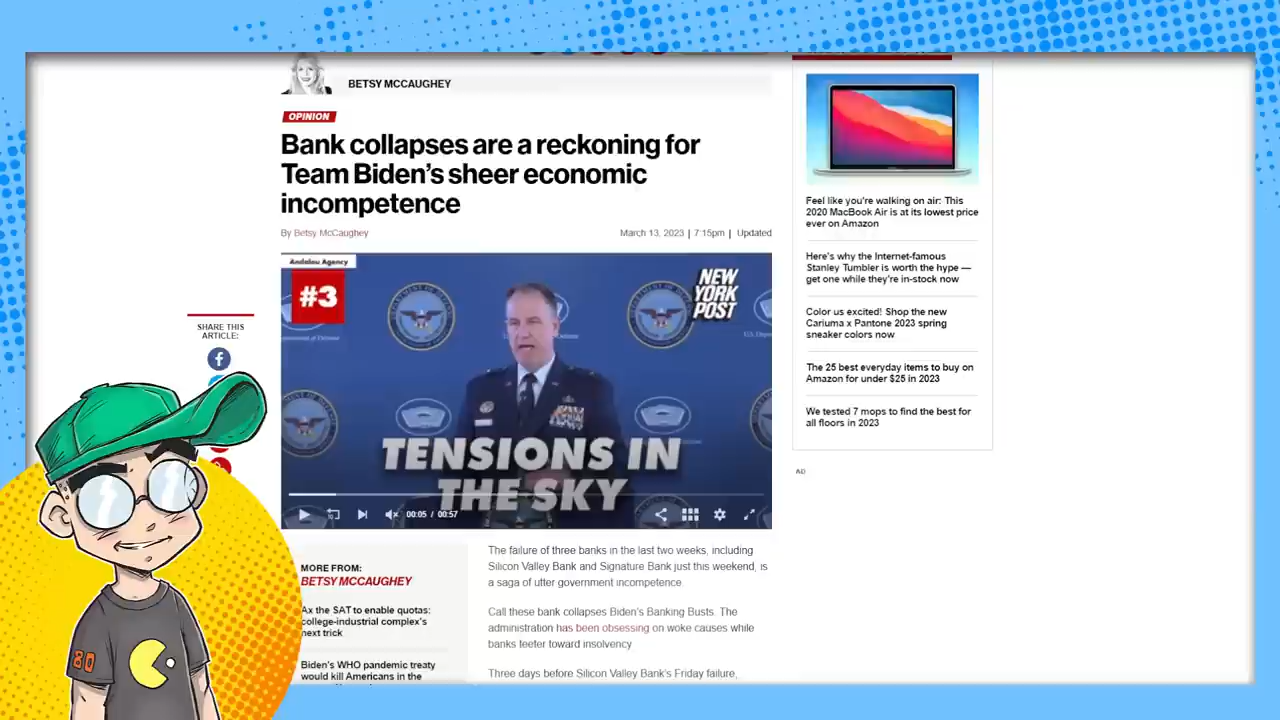 BETSY MCCAUGHEY
OPINION
Bank collapses are a reckoning for
Team Biden's sheer economic
incompetence
By Betsy McCaughey
March 13, 2023 | 7:15pm | Updated
Andalou Agency
#3
NEW
YORK
POST
TENSIONS IN
THE SKY
00:05 / 00:57
SHARE THIS
ARTICLE:
MORE FROM:
BETSY MCCAUGHEY
Ax the SAT to enable quotas:
college-industrial complex's
next trick
Biden's WHO pandemic treaty
would kill Americans in the
The failure of three banks in the last two weeks, including
Silicon Valley Bank and Signature Bank just this weekend, is
a saga of utter government incompetence.
Call these bank collapses Biden's Banking Busts. The
administration has been obsessing on woke causes while
banks teeter toward insolvency
Three days before Silicon Valley Bank's Friday failure,
Feel like you're walking on air: This
2020 MacBook Air is at its lowest price
ever on Amazon
Here's why the Internet-famous
Stanley Tumbler is worth the hype —
get one while they're in-stock now
Color us excited! Shop the new
Cariuma x Pantone 2023 spring
sneaker colors now
The 25 best everyday items to buy on
Amazon for under $25 in 2023
We tested 7 mops to find the best for
all floors in 2023
AD
80